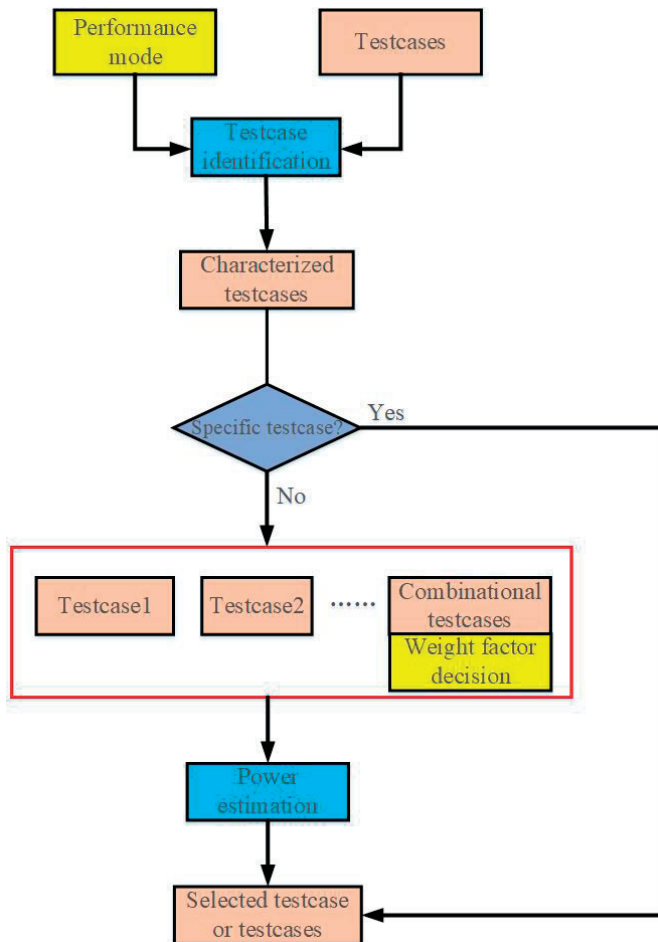 Performance
mode
Testcases
Testcase
identification
Characterized
testcases
Specific testcase?
Yes
No
Testcase1
Testcase2
......
Combinational
testcases
Weight factor
decision
Power
estimation
Selected testcase
or testcases